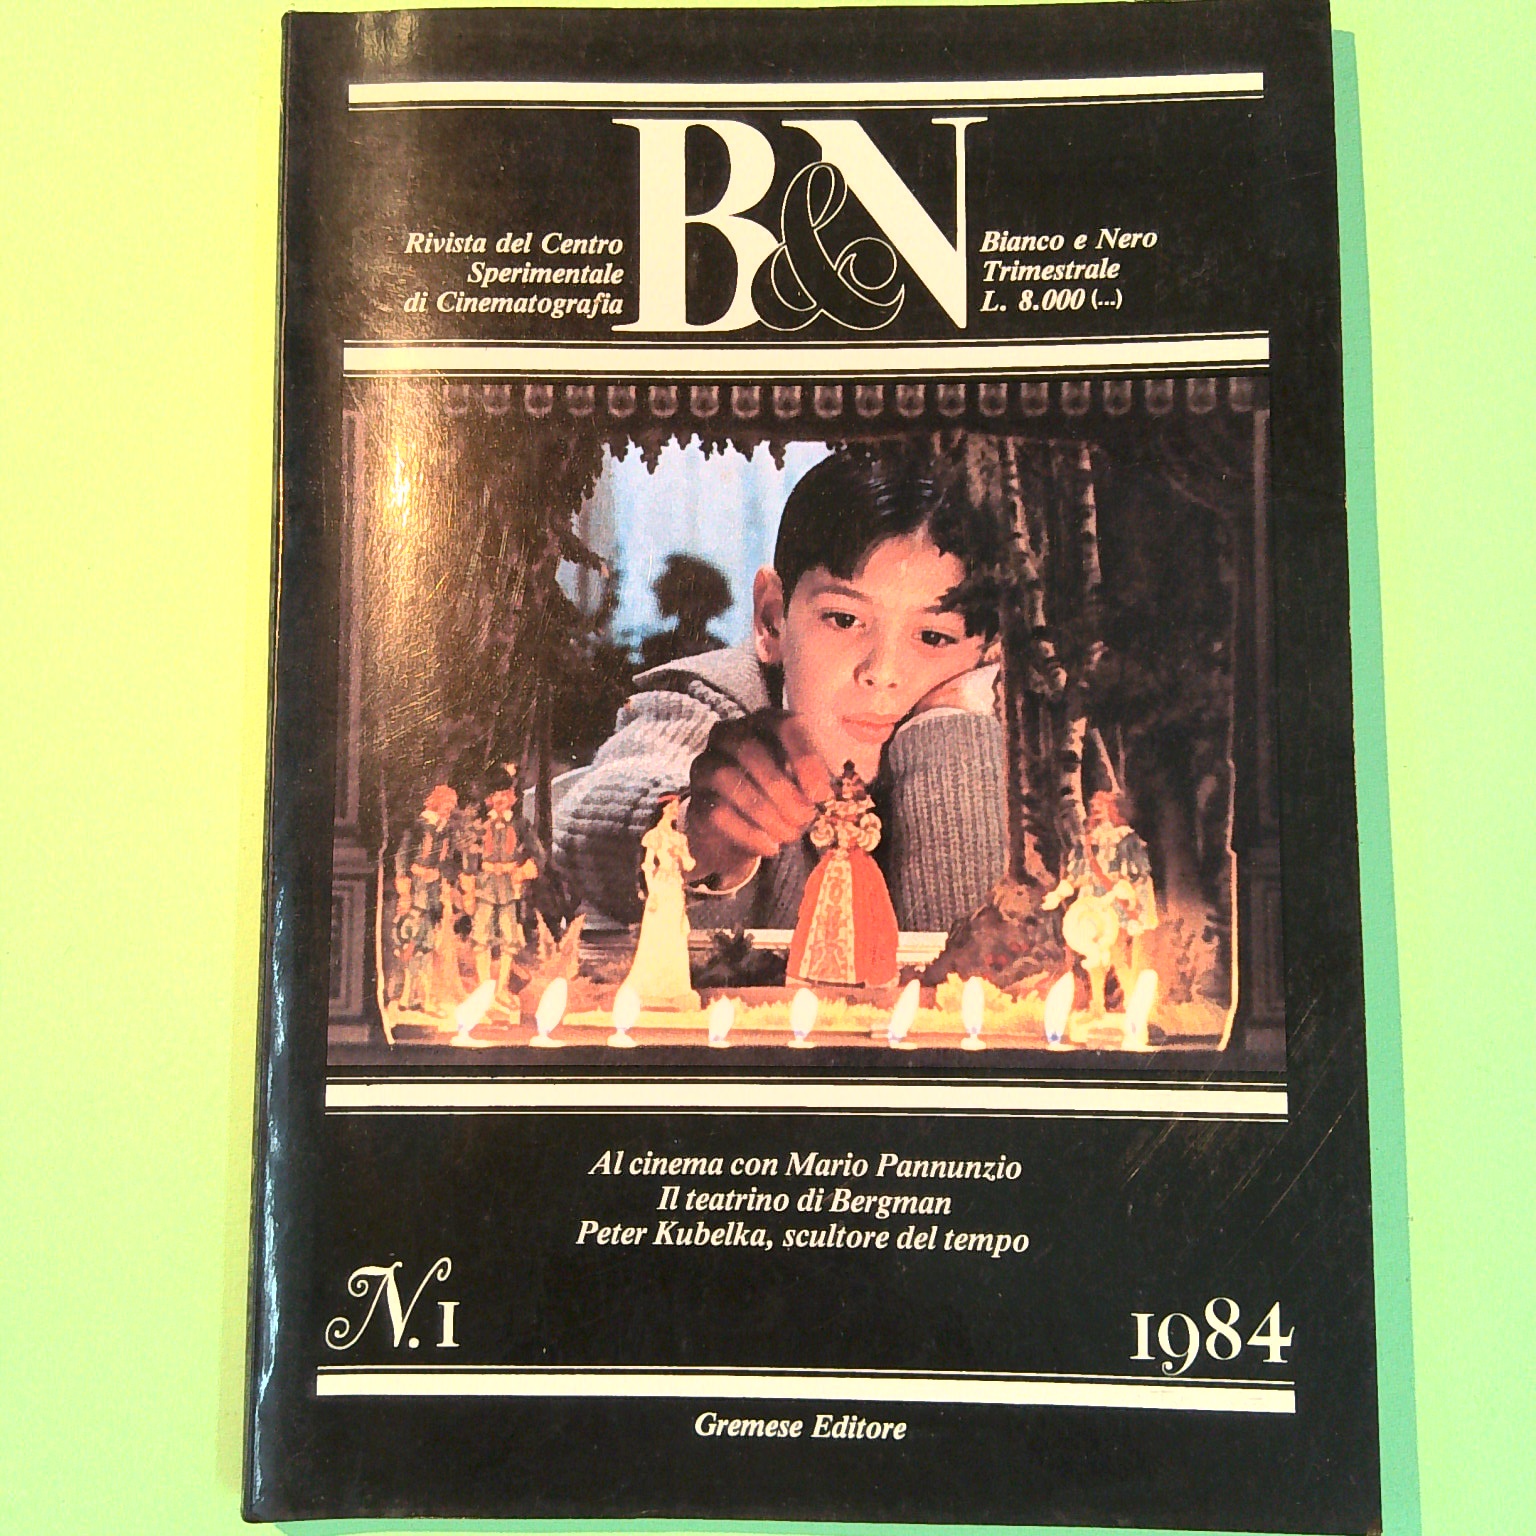 B&N
Rivista del Centro
Sperimentale
di Cinematografia
Bianco e Nero
Trimestrale
L. 8.000 (...)
Al cinema con Mario Pannunzio
Il teatrino di Bergman
Peter Kubelka, scultore del tempo
N.1
1984
Gremese Editore